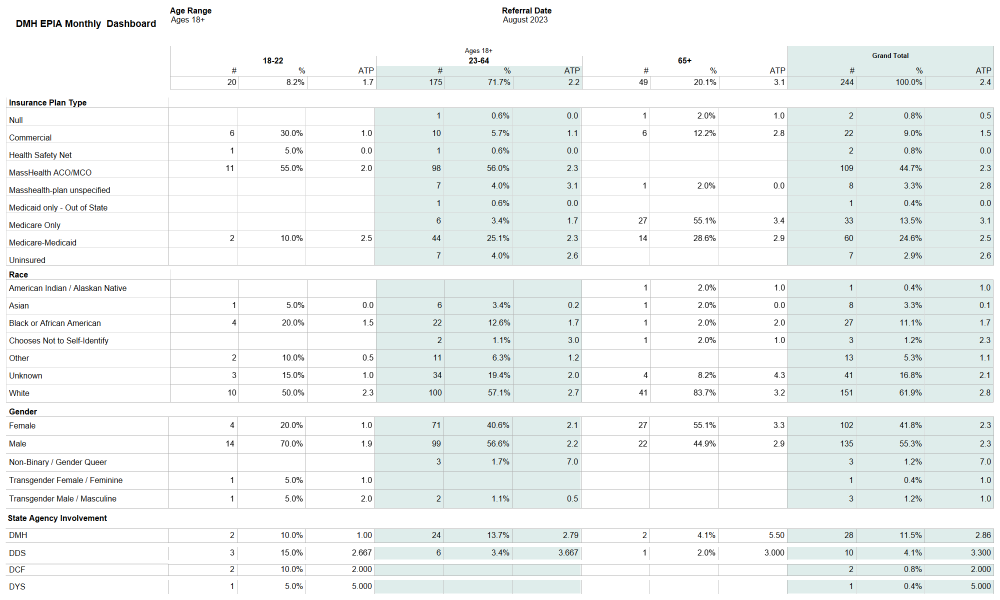 Age Range
Referral Date
DMH EPIA Monthly  Dashboard
Ages 18+
August 2023
Ages 18+
18-22 23-64 65+ Grand Total
# % ATP # % ATP # % ATP # % ATP
20 8.2% 1.7 175 71.7% 2.2 49 20.1% 3.1 244 100.0% 2.4
Insurance Plan Type
Null 1 0.6% 0.0 1 2.0% 1.0 2 0.8% 0.5
Commercial 6 30.0% 1.0 10 5.7% 1.1 6 12.2% 2.8 22 9.0% 1.5
Health Safety Net 1 5.0% 0.0 1 0.6% 0.0 2 0.8% 0.0
MassHealth ACO/MCO 11 55.0% 2.0 98 56.0% 2.3 109 44.7% 2.3
Masshealth-plan unspecified 7 4.0% 3.1 1 2.0% 0.0 8 3.3% 2.8
Medicaid only - Out of State 1 0.6% 0.0 1 0.4% 0.0
Medicare Only 6 3.4% 1.7 27 55.1% 3.4 33 13.5% 3.1
Medicare-Medicaid 2 10.0% 2.5 44 25.1% 2.3 14 28.6% 2.9 60 24.6% 2.5
Uninsured 7 4.0% 2.6 7 2.9% 2.6
Race
American Indian / Alaskan Native 1 2.0% 1.0 1 0.4% 1.0
Asian 1 5.0% 0.0 6 3.4% 0.2 1 2.0% 0.0 8 3.3% 0.1
Black or African American 4 20.0% 1.5 22 12.6% 1.7 1 2.0% 2.0 27 11.1% 1.7
Chooses Not to Self-Identify 2 1.1% 3.0 1 2.0% 1.0 3 1.2% 2.3
Other 2 10.0% 0.5 11 6.3% 1.2 13 5.3% 1.1
Unknown 3 15.0% 1.0 34 19.4% 2.0 4 8.2% 4.3 41 16.8% 2.1
White 10 50.0% 2.3 100 57.1% 2.7 41 83.7% 3.2 151 61.9% 2.8
Gender
Female 4 20.0% 1.0 71 40.6% 2.1 27 55.1% 3.3 102 41.8% 2.3
Male 14 70.0% 1.9 99 56.6% 2.2 22 44.9% 2.9 135 55.3% 2.3
Non-Binary / Gender Queer 3 1.7% 7.0 3 1.2% 7.0
Transgender Female / Feminine 1 5.0% 1.0 1 0.4% 1.0
Transgender Male / Masculine 1 5.0% 2.0 2 1.1% 0.5 3 1.2% 1.0
State Agency Involvement
DMH 2 10.0% 1.00 24 13.7% 2.79 2 4.1% 5.50 28 11.5% 2.86
DDS 3 15.0% 2.667 6 3.4% 3.667 1 2.0% 3.000 10 4.1% 3.300
DCF 2 10.0% 2.000 2 0.8% 2.000
DYS 1 5.0% 5.000 1 0.4% 5.000